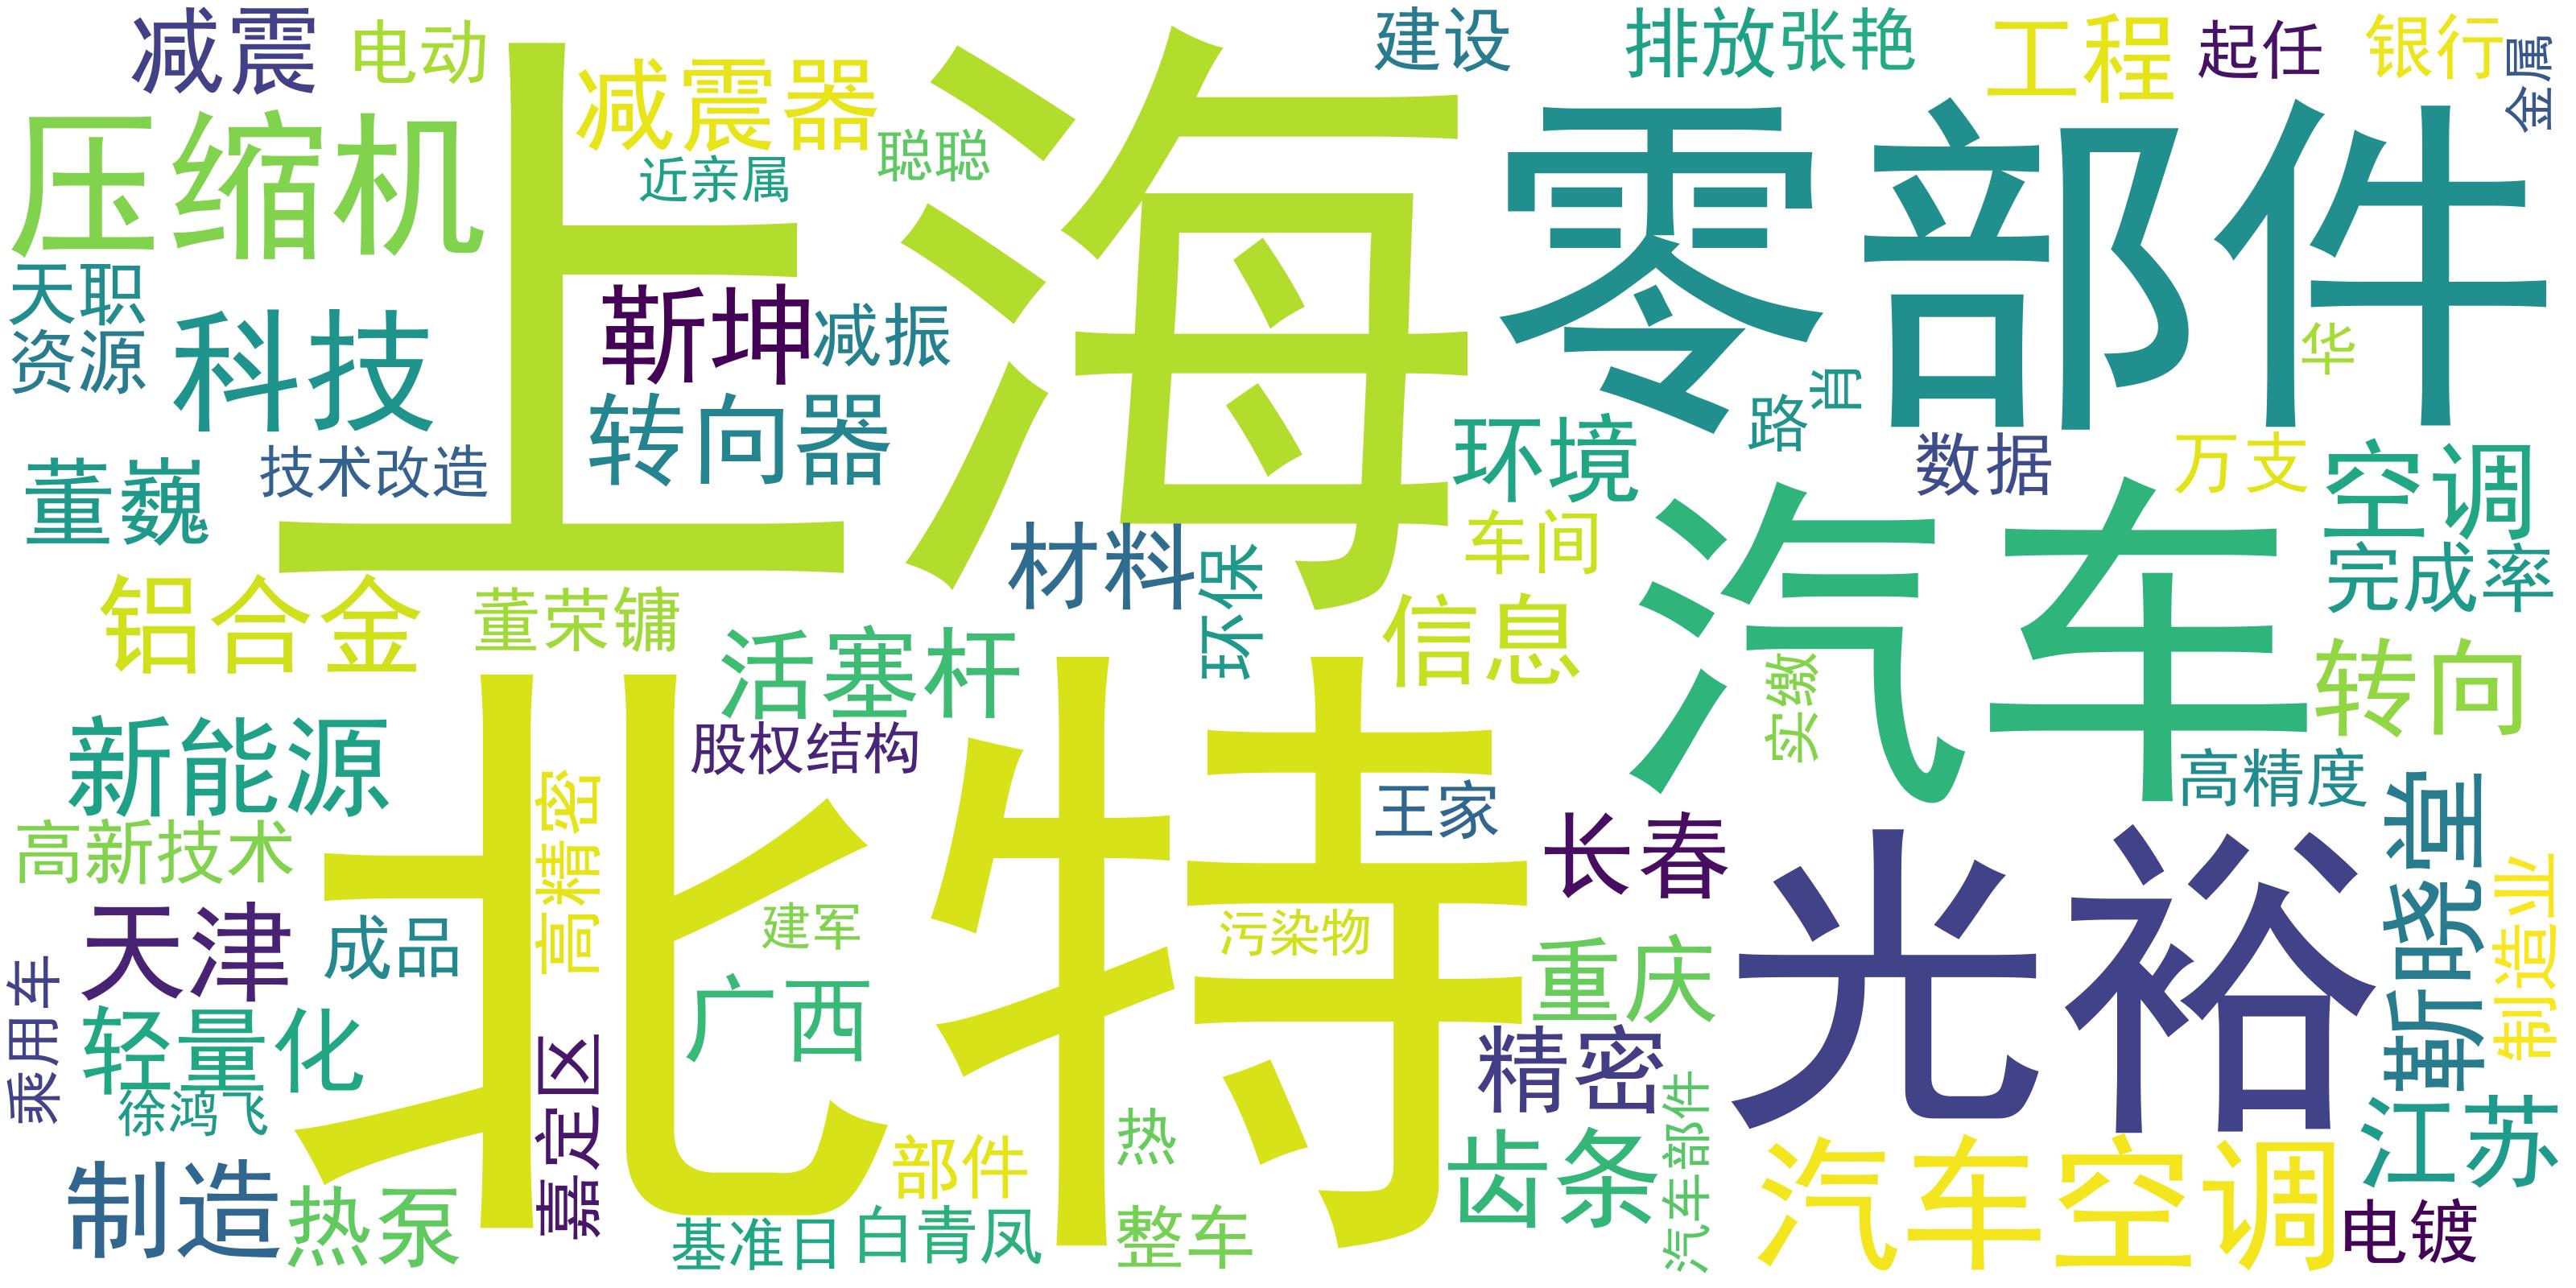 减震
电动
减震器
聪聪
近亲属
建设
排放
张艳
工程
起任
银行
金属
压缩机
上海
零部件
天职
资源
科技
靳坤
减振
转向器
华
肖
路
环境
数据
万支
空调
董巍
技术改造
材料
环保
车间
汽车
完成率
铝合金
董荣镛
活塞杆
信息
实缴
转向
新能源
股权结构
北特
王家
高精度
靳晓堂
高新技术
高精密
长春
光裕
制造业
天津
成品
建军
污染物
重庆
乘用车
轻量化
广西
精密
徐鸿飞
嘉定区
热
齿条
汽车部件
汽车空调
江苏
制造
热泵
部件
基准日
白青凤
整车
电镀